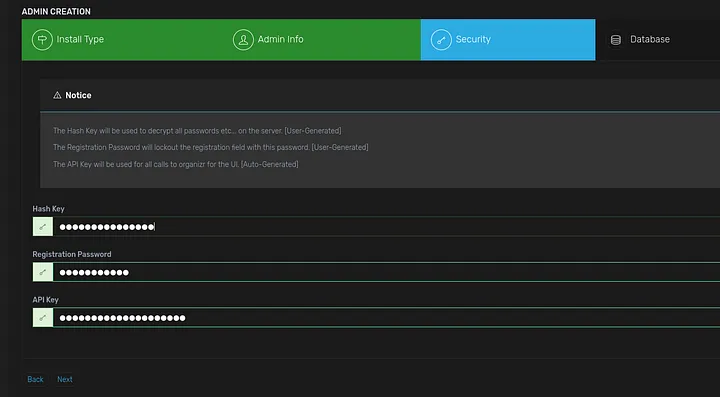 ADMIN CREATION
Install Type Admin Info Security Database
Notice
The Hash Key will be used to decrypt all passwords etc... on the server. [User-Generated]
The Registration Password will lockout the registration field with this password. [User-Generated]
The API Key will be used for all calls to organizr for the UI. [Auto-Generated]
Hash Key
Registration Password
API Key
Back Next